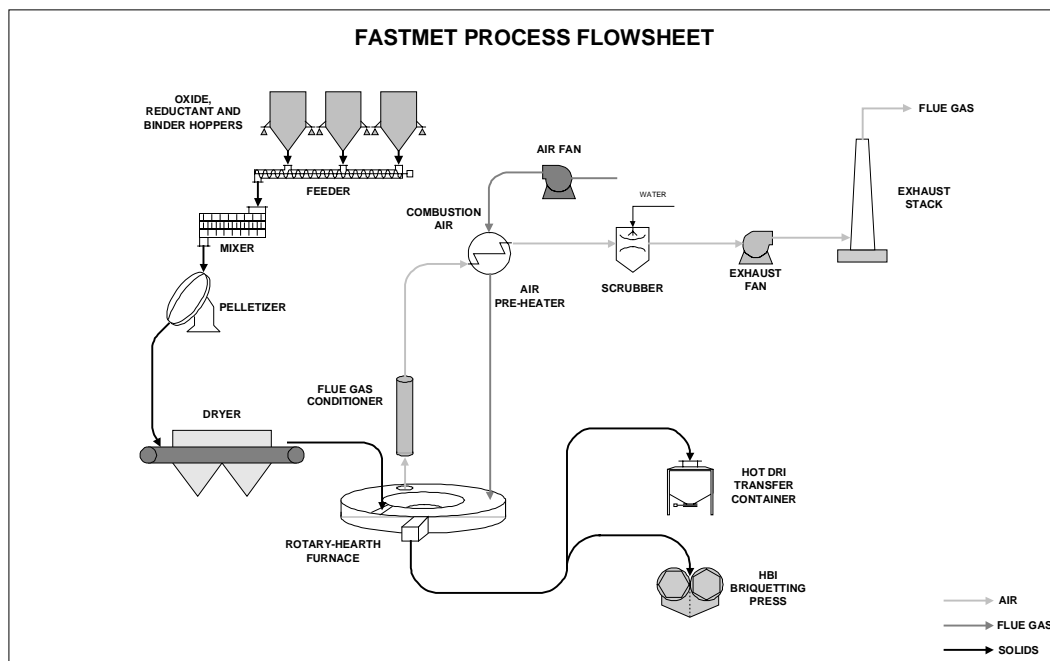 FASTMET PROCESS FLOWSHEET
OXIDE,
REDUCTANT AND
BINDER HOPPERS
FLUE GAS
AIR FAN
EXHAUST
STACK
FEEDER
WATER
COMBUSTION
AIR
MIXER
SCRUBBER
EXHAUST
FAN
AIR
PRE-HEATER
PELLETIZER
FLUE GAS
CONDITIONER
DRYER
HOT DRI
TRANSFER
CONTAINER
ROTARY-HEARTH
FURNACE
HBI
BRIQUETTING
PRESS
AIR
FLUE GAS
SOLIDS